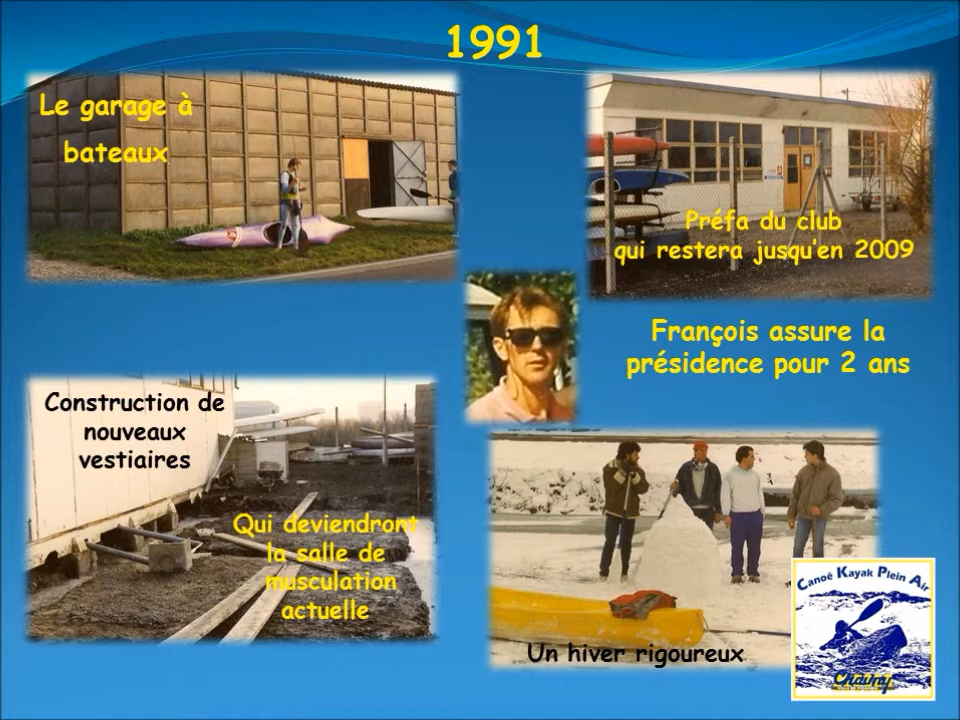 1991
Le garage à
bateaux
Préfa du club
qui restera jusqu'en 2009
François assure la
présidence pour 2 ans
Construction de
nouveaux
vestiaires
Qui deviendront
la salle de
musculation
actuelle
Un hiver rigoureux
Canoë Kayak Plein Air
Chauny